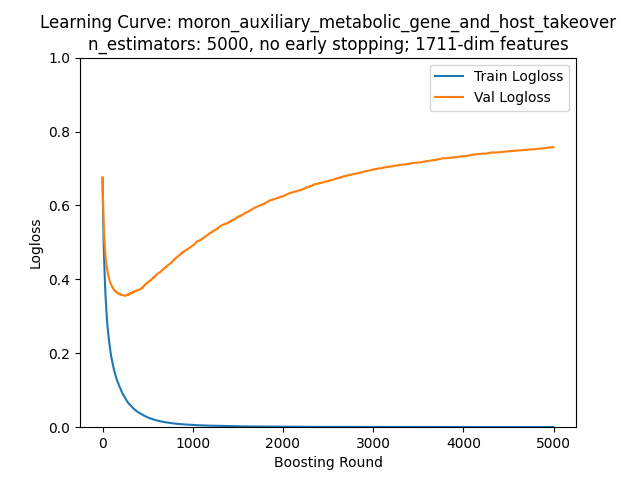 Learning Curve: moron_auxiliary_metabolic_gene_and_host_takeover
n_estimators: 5000, no early stopping; 1711-dim features
1.0
Train Logloss
Val Logloss
0.8
0.6
Logloss
0.4
0.2
0.0
0 1000 2000 3000 4000 5000
Boosting Round